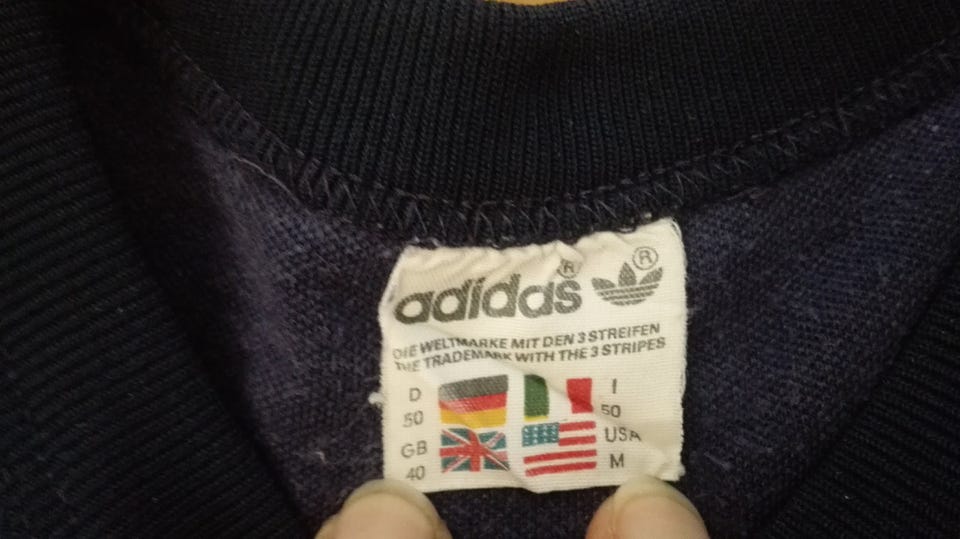 adidas®
®
DIE WELTMARKE MIT DEN 3 STREIFEN
THE TRADEMARK WITH THE 3 STRIPES
D I
50 50
GB USA
40 M